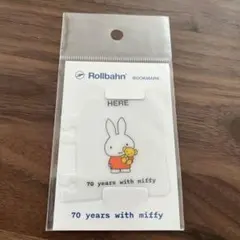 Rollbahn
BOOKMARK
HERE
70 years with miffy
70 years with miffy